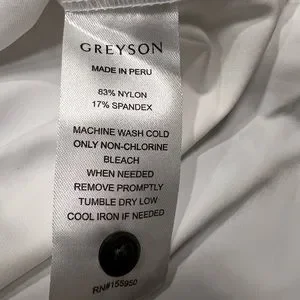 GREYSON
MADE IN PERU
83% NYLON
17% SPANDEX
MACHINE WASH COLD
ONLY NON-CHLORINE
BLEACH
WHEN NEEDED
REMOVE PROMPTLY
TUMBLE DRY LOW
COOL IRON IF NEEDED
RN#155950